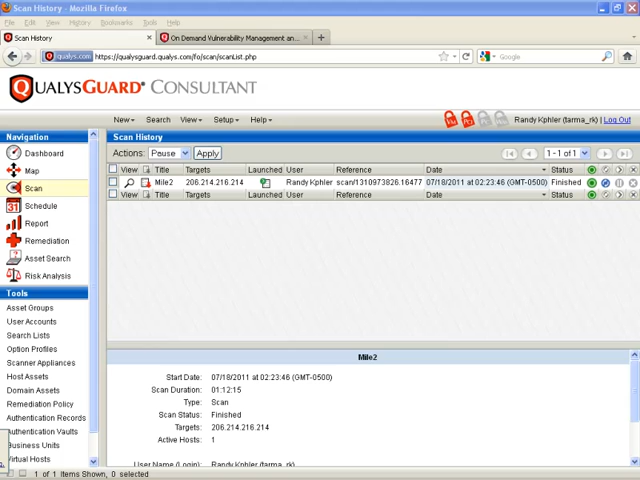 Scan History - Mozilla Firefox
File Edit View History Bookmarks Tools Help
Scan History × On Demand Vulnerability Management an... × +
qualys.com https://qualysguard.qualys.com/fo/scan/scanList.php Google
QUALYSGUARD® CONSULTANT
New Search View Setup Help Randy Kphler (tarma_rk) | Log Out
Navigation
Dashboard
Map
Scan
Schedule
Report
Remediation
Asset Search
Risk Analysis
Tools
Asset Groups
User Accounts
Search Lists
Option Profiles
Scanner Appliances
Host Assets
Domain Assets
Remediation Policy
Authentication Records
Authentication Vaults
Business Units
Virtual Hosts
Scan History
Actions: Pause Apply 1 - 1 of 1
View Title Targets Launched User Reference Date Status
Mile2 206.214.216.214 Randy Kphler scan/1310973826.16477 07/18/2011 at 02:23:46 (GMT-0500) Finished
View Title Targets Launched User Reference Date Status
Mile2
Start Date: 07/18/2011 at 02:23:46 (GMT-0500)
Scan Duration: 01:12:15
Type: Scan
Scan Status: Finished
Targets: 206.214.216.214
Active Hosts: 1
User Name (Login): Randy Kphler (tarma_rk)
1 of 1 Items Shown, 0 selected